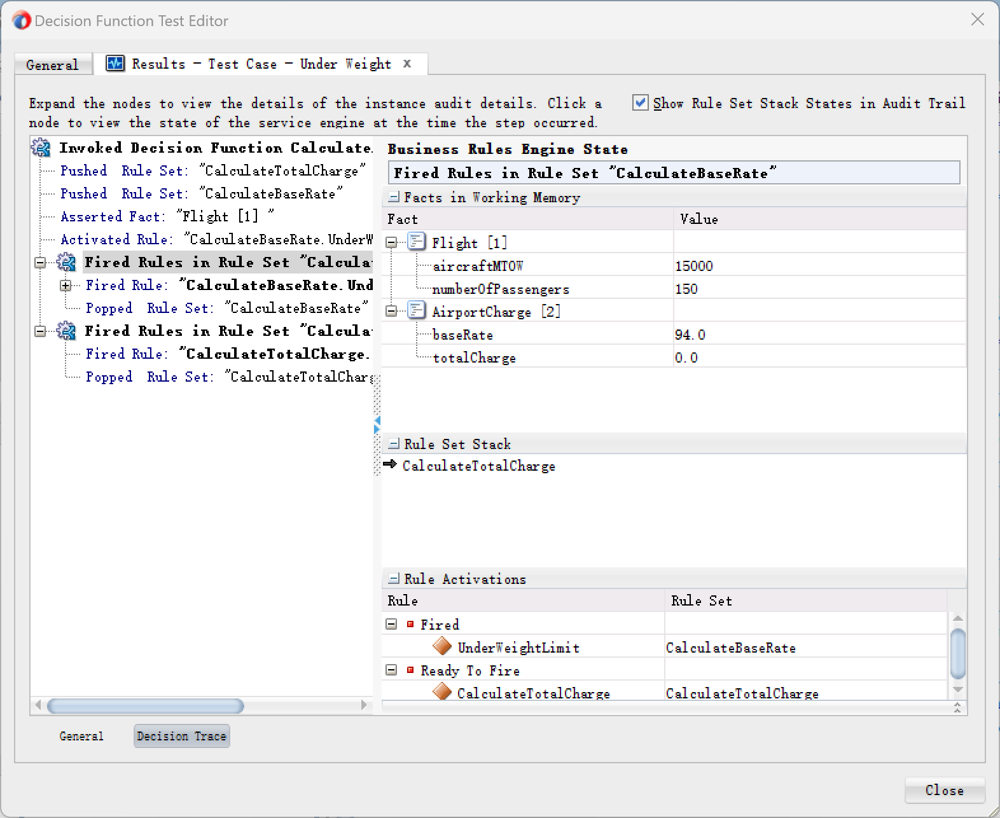 Decision Function Test Editor
General
Results - Test Case - Under Weight x
Expand the nodes to view the details of the instance audit details. Click a
node to view the state of the service engine at the time the step occurred.
Show Rule Set Stack States in Audit Trail
Invoked Decision Function Calculate.
Pushed Rule Set: "CalculateTotalCharge"
Pushed Rule Set: "CalculateBaseRate"
Asserted Fact: "Flight [1] "
Activated Rule: "CalculateBaseRate.UnderW
Fired Rules in Rule Set "Calcula
Fired Rule: "CalculateBaseRate.Und
Popped Rule Set: "CalculateBaseRate"
Fired Rules in Rule Set "Calcula
Fired Rule: "CalculateTotalCharge.
Popped Rule Set: "CalculateTotalCharg
General
Decision Trace
Business Rules Engine State
Fired Rules in Rule Set "CalculateBaseRate"
Facts in Working Memory
Fact Value
Flight [1]
aircraftMTOW 15000
numberOfPassengers 150
AirportCharge [2]
baseRate 94.0
totalCharge 0.0
Rule Set Stack
CalculateTotalCharge
Rule Activations
Rule Rule Set
Fired
UnderWeightLimit CalculateBaseRate
Ready To Fire
CalculateTotalCharge CalculateTotalCharge
Close